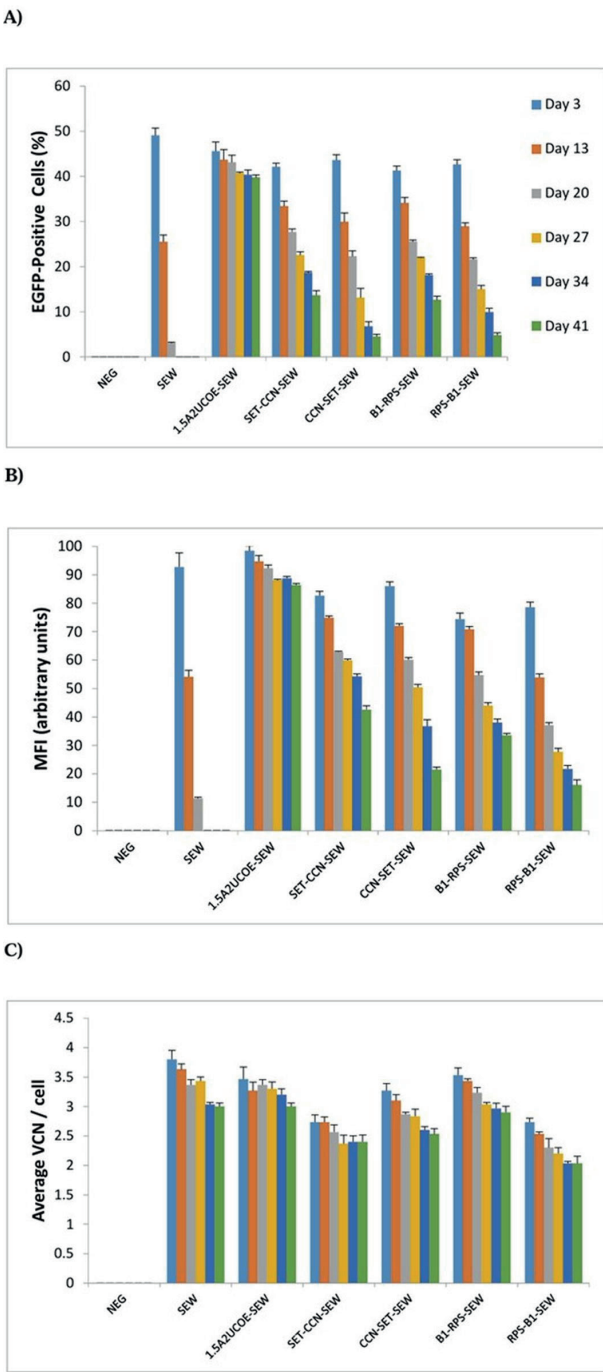 A)
60
50
40
30
20
10
0
EGFP-Positive Cells (%)
NEG
SEW
1.5A2UCOE-SEW
SET-CCN-SEW
CCN-SET-SEW
B1-RPS-SEW
RPS-B1-SEW
Day 3
Day 13
Day 20
Day 27
Day 34
Day 41
B)
100
90
80
70
60
50
40
30
20
10
0
MFI (arbitrary units)
NEG
SEW
1.5A2UCOE-SEW
SET-CCN-SEW
CCN-SET-SEW
B1-RPS-SEW
RPS-B1-SEW
C)
4.5
4
3.5
3
2.5
2
1.5
1
0.5
0
Average VCN / cell
NEG
SEW
1.5A2UCOE-SEW
SET-CCN-SEW
CCN-SET-SEW
B1-RPS-SEW
RPS-B1-SEW